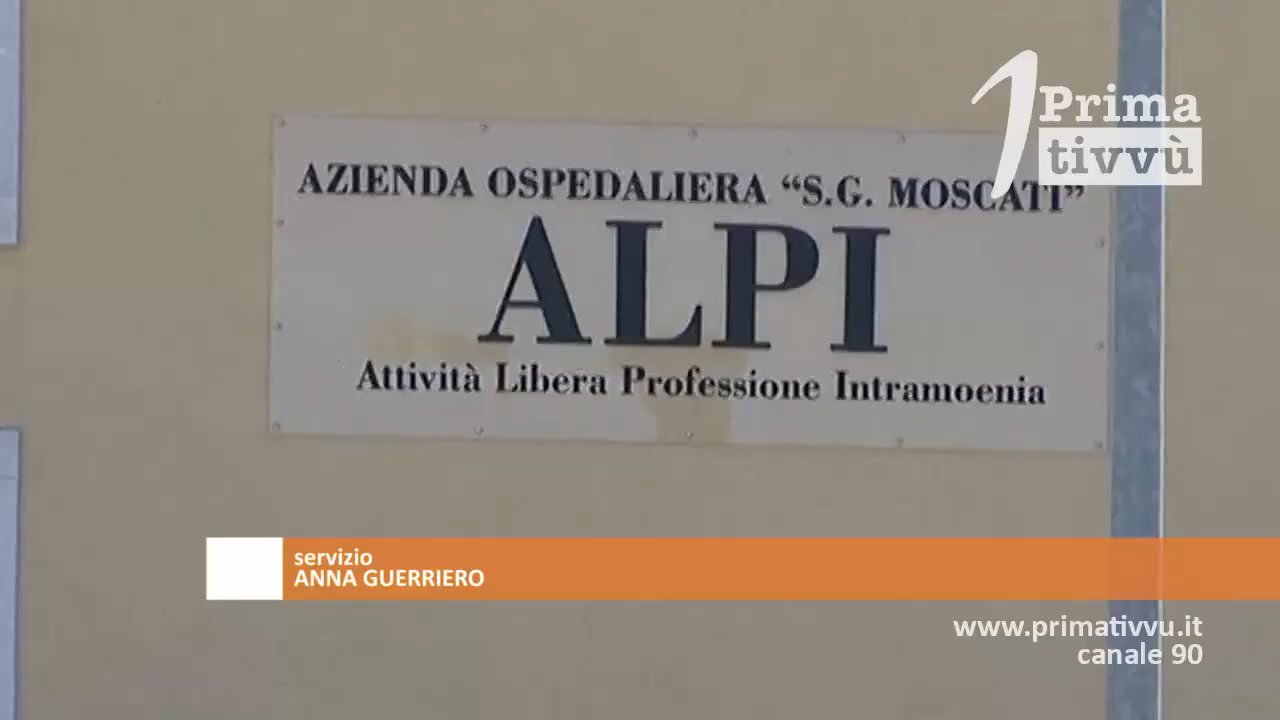 Prima
tivvù
AZIENDA OSPEDALIERA “S.G. MOSCATI”
ALPI
Attività Libera Professione Intramoenia
servizio
ANNA GUERRIERO
www.primativvu.it
canale 90